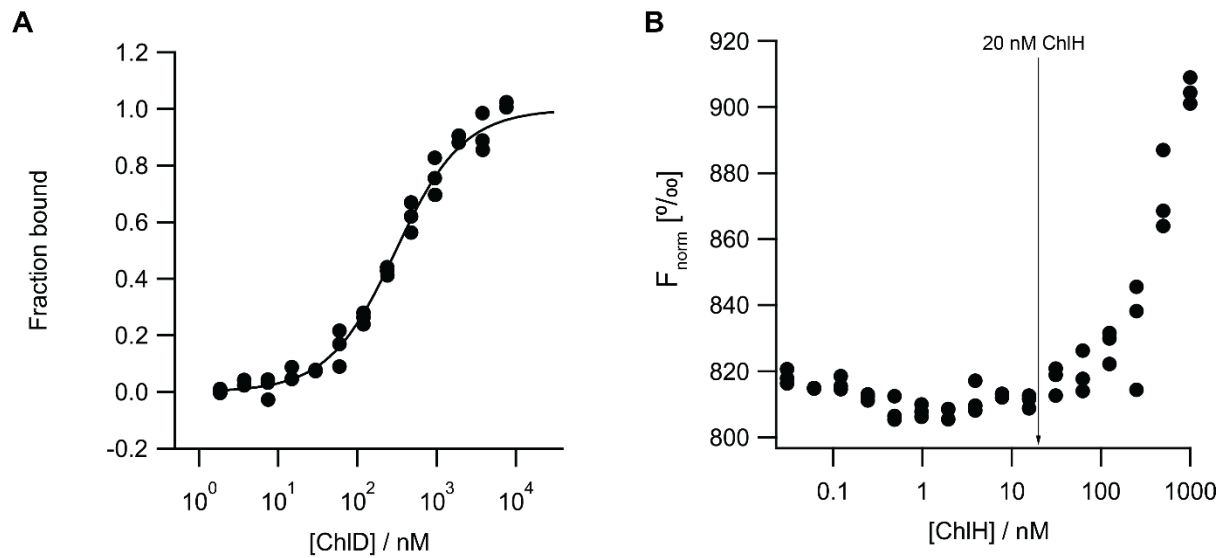 A
Fraction bound
1.2
1.0
0.8
0.6
0.4
0.2
0.0
-0.2
10⁰ 10¹ 10² 10³ 10⁴
[ChlD] / nM
B
20 nM ChlH
F_norm [º/ₒₒ]
920
900
880
860
840
820
800
0.1 1 10 100 1000
[ChlH] / nM